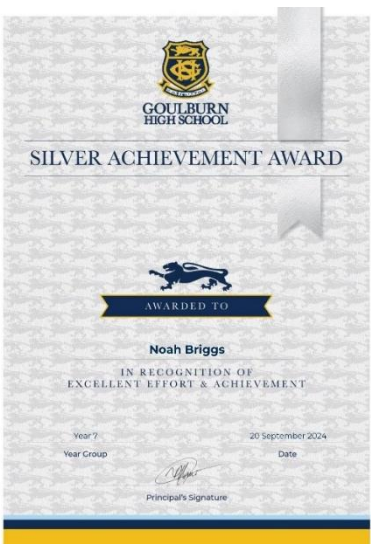 GOULBURN
HIGH SCHOOL
SILVER ACHIEVEMENT AWARD
AWARDED TO
Noah Briggs
IN RECOGNITION OF
EXCELLENT EFFORT & ACHIEVEMENT
Year 7
20 September 2024
Year Group
Date
Principal's Signature